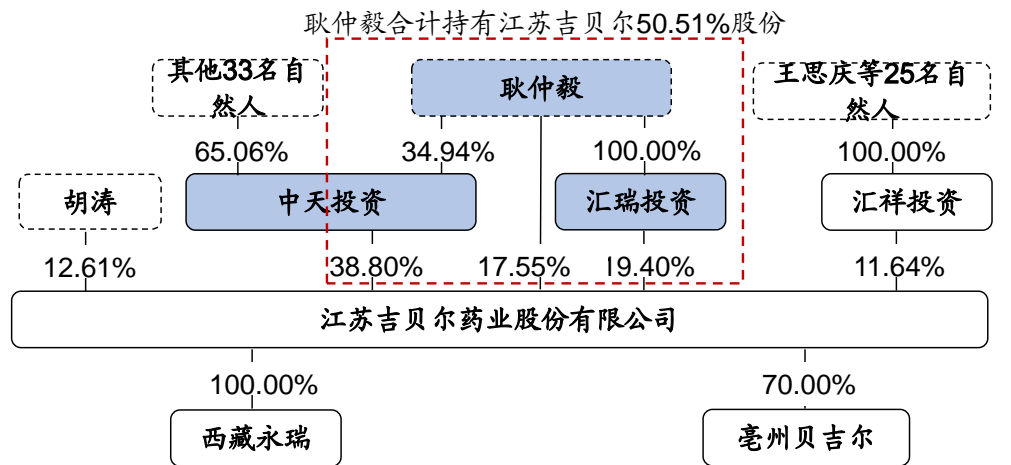 耿仲毅合计持有江苏吉贝尔50.51%股份
其他33名自
然人
耿仲毅
王思庆等25名自
然人
65.06%
34.94%
100.00%
100.00%
胡涛
中天投资
汇瑞投资
汇祥投资
12.61%
38.80%
17.55%
19.40%
11.64%
江苏吉贝尔药业股份有限公司
100.00%
70.00%
西藏永瑞
亳州贝吉尔